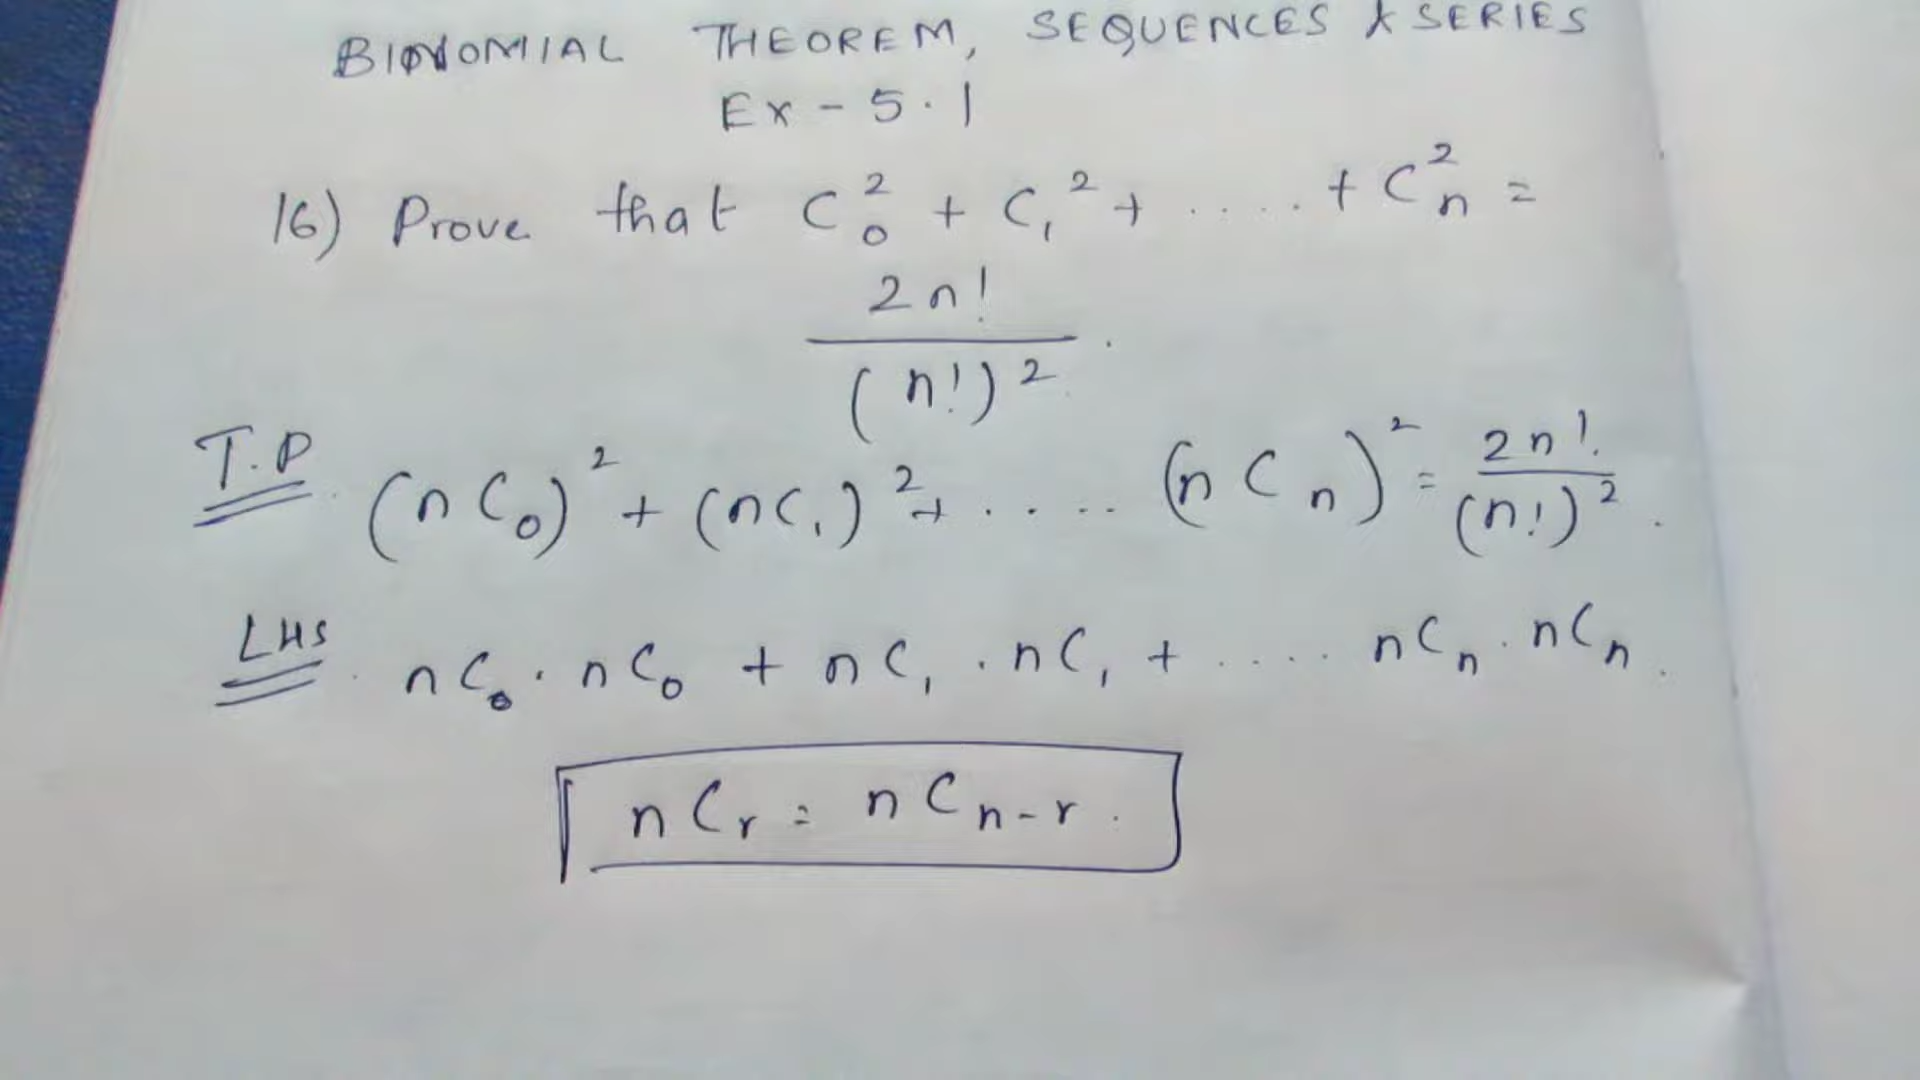 BINOMIAL THEOREM, SEQUENCES & SERIES
Ex - 5.1
16) Prove that C₀² + C₁² + ..... + Cₙ² =
2n!
(n!)²
.
T.P (nC₀)² + (nC₁)² + ..... (nCₙ)² = 2n!/(n!)².
LHS nC₀ . nC₀ + nC₁ . nC₁ + .... nCₙ . nCₙ.
nCᵣ = nCₙ₋ᵣ.